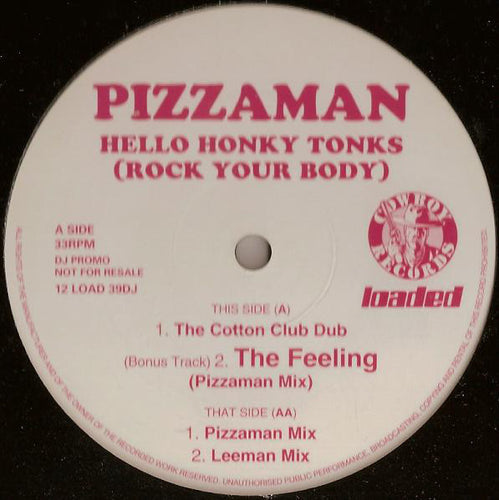 PIZZAMAN
HELLO HONKY TONKS
(ROCK YOUR BODY)
A SIDE
33RPM
DJ PROMO
NOT FOR RESALE
12 LOAD 39DJ
COWBOY
RECORDS
loaded
THIS SIDE (A)
1. The Cotton Club Dub
(Bonus Track) 2. The Feeling
(Pizzaman Mix)
THAT SIDE (AA)
1. Pizzaman Mix
2. Leeman Mix
ALL RIGHTS OF THE MANUFACTURER AND OF THE OWNER OF THE RECORDED WORK RESERVED. UNAUTHORISED PUBLIC PERFORMANCE, BROADCASTING, COPYING AND RENTAL OF THIS RECORD PROHIBITED.